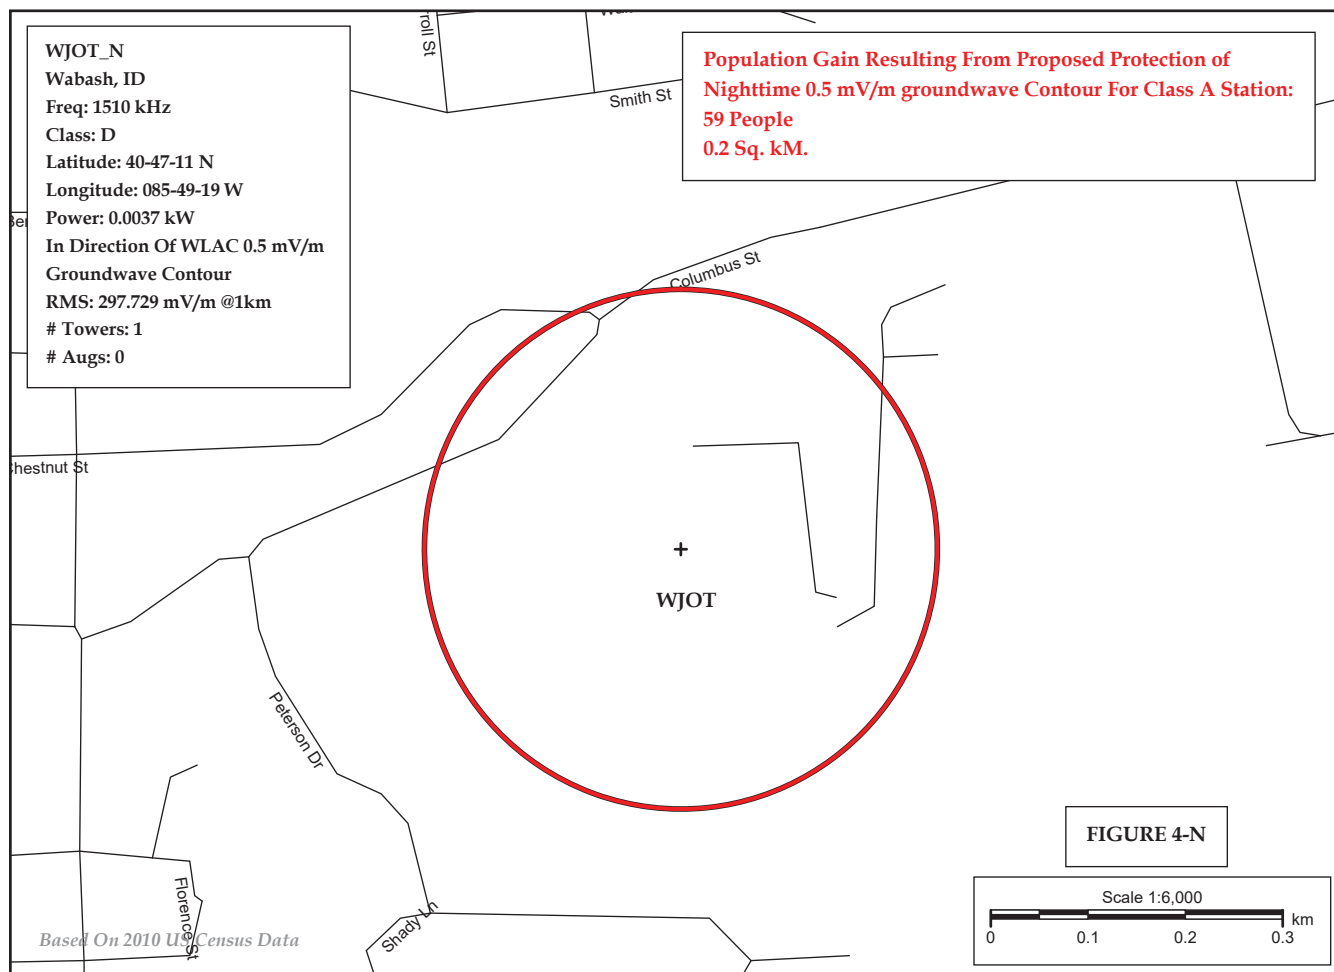 WJOT_N
Wabash, ID
Freq: 1510 kHz
Class: D
Latitude: 40-47-11 N
Longitude: 085-49-19 W
Power: 0.0037 kW
In Direction Of WLAC 0.5 mV/m
Groundwave Contour
RMS: 297.729 mV/m @1km
# Towers: 1
# Augs: 0
Population Gain Resulting From Proposed Protection of
Nighttime 0.5 mV/m groundwave Contour For Class A Station:
59 People
0.2 Sq. kM.
Smith St
Columbus St
hestnut St
WJOT
Peterson Dr
Florence St
Shady Ln
FIGURE 4-N
Scale 1:6,000
km
0 0.1 0.2 0.3
Based On 2010 US Census Data